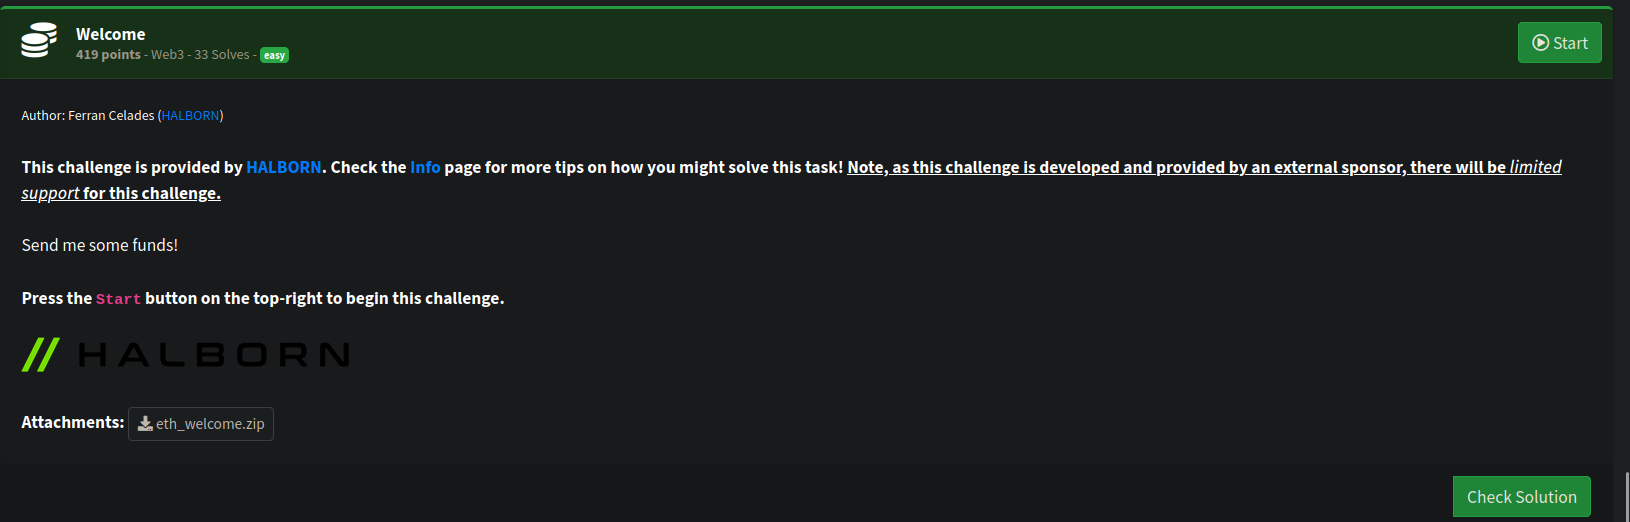 Welcome
419 points - Web3 - 33 Solves - easy
Start
Author: Ferran Celades (HALBORN)
This challenge is provided by HALBORN. Check the Info page for more tips on how you might solve this task! Note, as this challenge is developed and provided by an external sponsor, there will be limited
support for this challenge.
Send me some funds!
Press the Start button on the top-right to begin this challenge.
HALBORN
Attachments: eth_welcome.zip
Check Solution